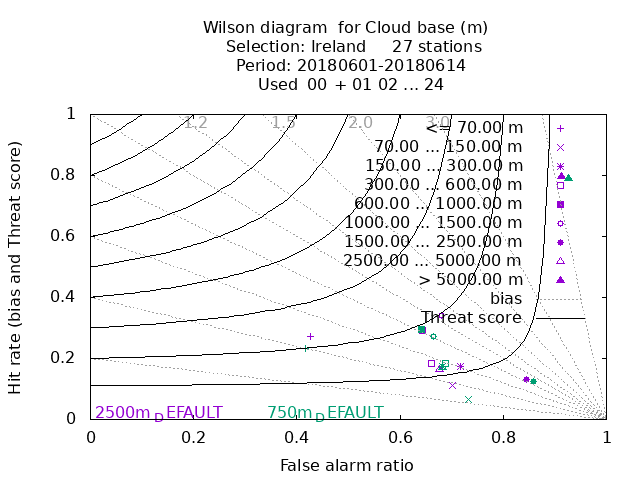 Wilson diagram  for Cloud base (m)
Selection: Ireland     27 stations
Period: 20180601-20180614
Used  00  + 01 02 ... 24
1
0.8
0.6
0.4
0.2
0
1.2
1.5
2.0
3.0
<= 70.00 m
70.00 ... 150.00 m
150.00 ... 300.00 m
300.00 ... 600.00 m
600.00 ... 1000.00 m
1000.00 ... 1500.00 m
1500.00 ... 2500.00 m
2500.00 ... 5000.00 m
> 5000.00 m
bias
Threat score
Hit rate (bias and Threat score)
2500m_DEFAULT
750m_DEFAULT
0 0.2 0.4 0.6 0.8 1
False alarm ratio